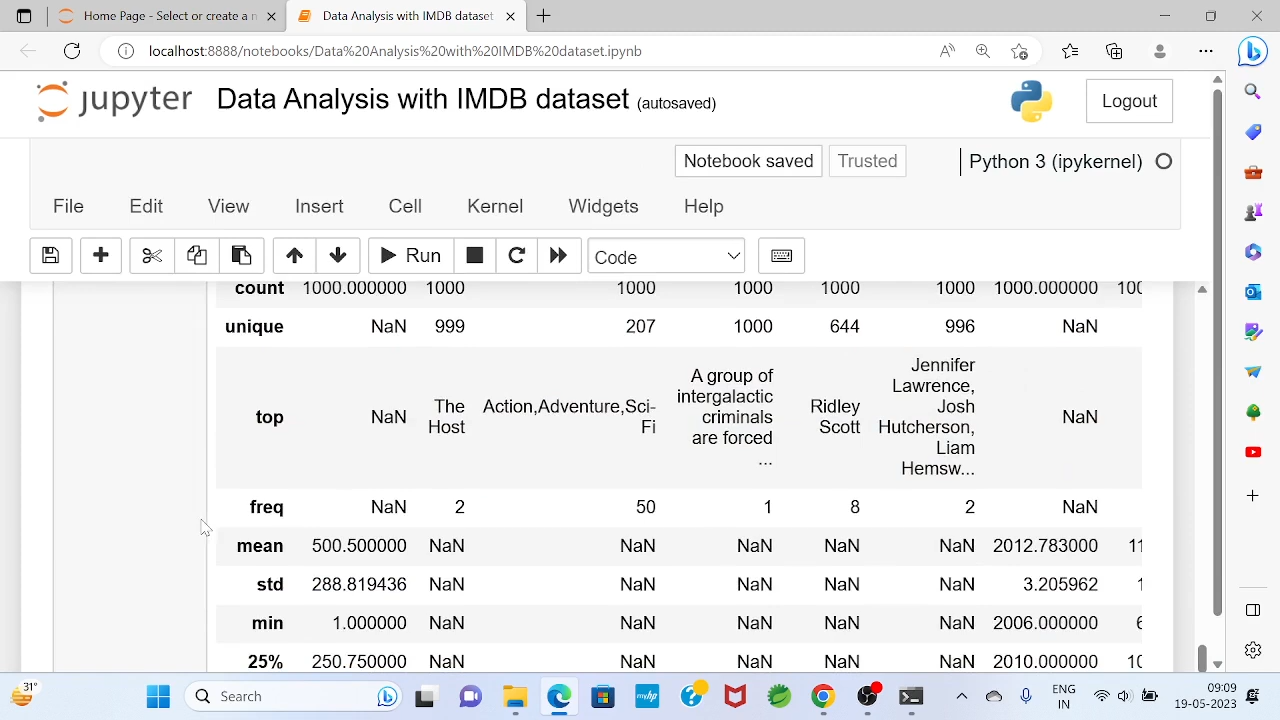 Home Page - Select or create a n
Data Analysis with IMDB dataset
localhost:8888/notebooks/Data%20Analysis%20with%20IMDB%20dataset.ipynb
jupyter Data Analysis with IMDB dataset (autosaved)
Logout
Notebook saved Trusted Python 3 (ipykernel)
File Edit View Insert Cell Kernel Widgets Help
Run Code
count 1000.000000 1000 1000 1000 1000 1000 1000.000000 100
unique NaN 999 207 1000 644 996 NaN
top NaN The Host Action,Adventure,Sci-Fi A group of intergalactic criminals are forced ... Ridley Scott Jennifer Lawrence, Josh Hutcherson, Liam Hemsw... NaN
freq NaN 2 50 1 8 2 NaN
mean 500.500000 NaN NaN NaN NaN NaN 2012.783000 11
std 288.819436 NaN NaN NaN NaN NaN 3.205962 1
min 1.000000 NaN NaN NaN NaN NaN 2006.000000 6
25% 250.750000 NaN NaN NaN NaN NaN 2010.000000 10
31°
Search
myhp
ENG
IN
09:09
19-05-2023